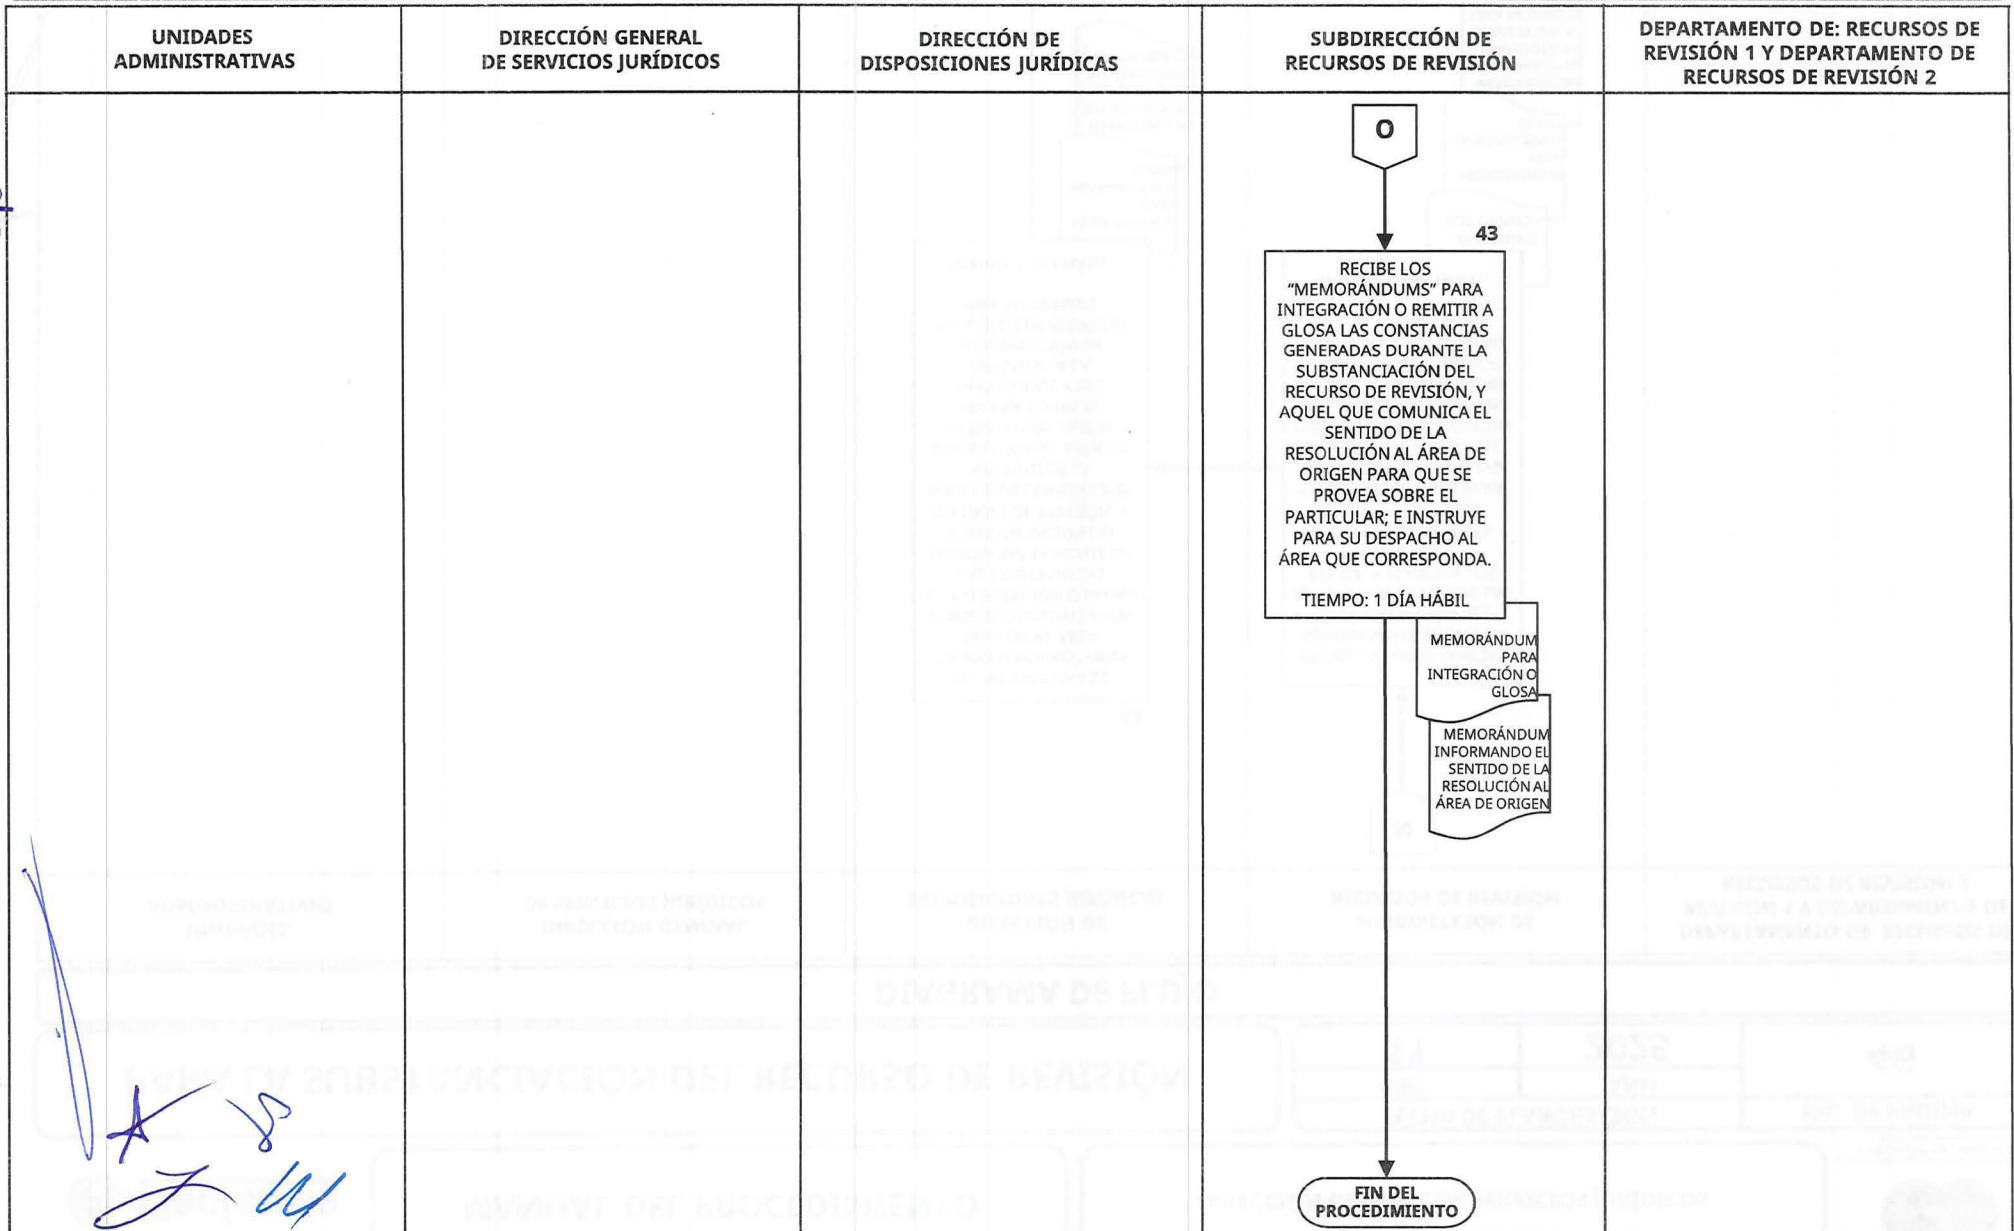 UNIDADES
ADMINISTRATIVAS
DIRECCIÓN GENERAL
DE SERVICIOS JURÍDICOS
DIRECCIÓN DE
DISPOSICIONES JURÍDICAS
SUBDIRECCIÓN DE
RECURSOS DE REVISIÓN
DEPARTAMENTO DE: RECURSOS DE
REVISIÓN 1 Y DEPARTAMENTO DE
RECURSOS DE REVISIÓN 2
O
43
RECIBE LOS
“MEMORÁNDUMS” PARA
INTEGRACIÓN O REMITIR A
GLOSA LAS CONSTANCIAS
GENERADAS DURANTE LA
SUBSTANCIACIÓN DEL
RECURSO DE REVISIÓN, Y
AQUEL QUE COMUNICA EL
SENTIDO DE LA
RESOLUCIÓN AL ÁREA DE
ORIGEN PARA QUE SE
PROVEA SOBRE EL
PARTICULAR; E INSTRUYE
PARA SU DESPACHO AL
ÁREA QUE CORRESPONDA.
TIEMPO: 1 DÍA HÁBIL
MEMORÁNDUM
PARA
INTEGRACIÓN O
GLOSA
MEMORÁNDUM
INFORMANDO EL
SENTIDO DE LA
RESOLUCIÓN AL
ÁREA DE ORIGEN
FIN DEL
PROCEDIMIENTO